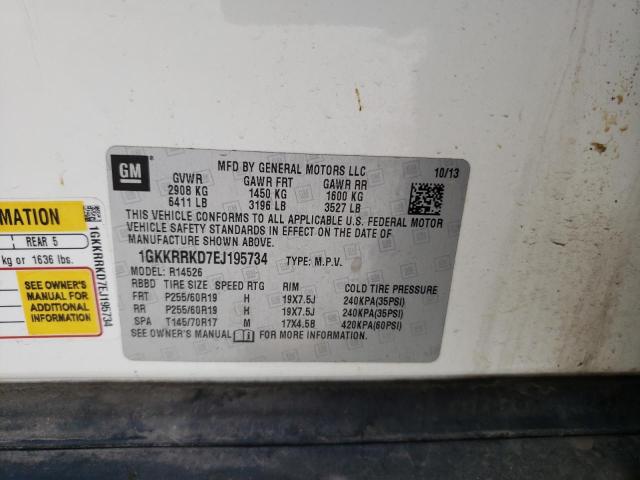 GM
MFD BY GENERAL MOTORS LLC
10/13
GVWR GAWR FRT GAWR RR
2908 KG 1450 KG 1600 KG
6411 LB 3196 LB 3527 LB
THIS VEHICLE CONFORMS TO ALL APPLICABLE U.S. FEDERAL MOTOR
VEHICLE SAFETY STANDARDS IN EFFECT ON THE DATE OF
MANUFACTURE SHOWN ABOVE.
1GKKRRKD7EJ195734 TYPE: M.P.V.
MODEL: R14526
RBBD TIRE SIZE SPEED RTG RIM COLD TIRE PRESSURE
FRT P255/60R19 H 19X7.5J 240KPA(35PSI)
RR P255/60R19 H 19X7.5J 240KPA(35PSI)
SPA T145/70R17 M 17X4.5B 420KPA(60PSI)
SEE OWNER'S MANUAL FOR MORE INFORMATION.
MATION
REAR 5
kg or 1636 lbs.
SEE OWNER'S
MANUAL FOR
ADDITIONAL
INFORMATION
1GKKRRKD7EJ195734